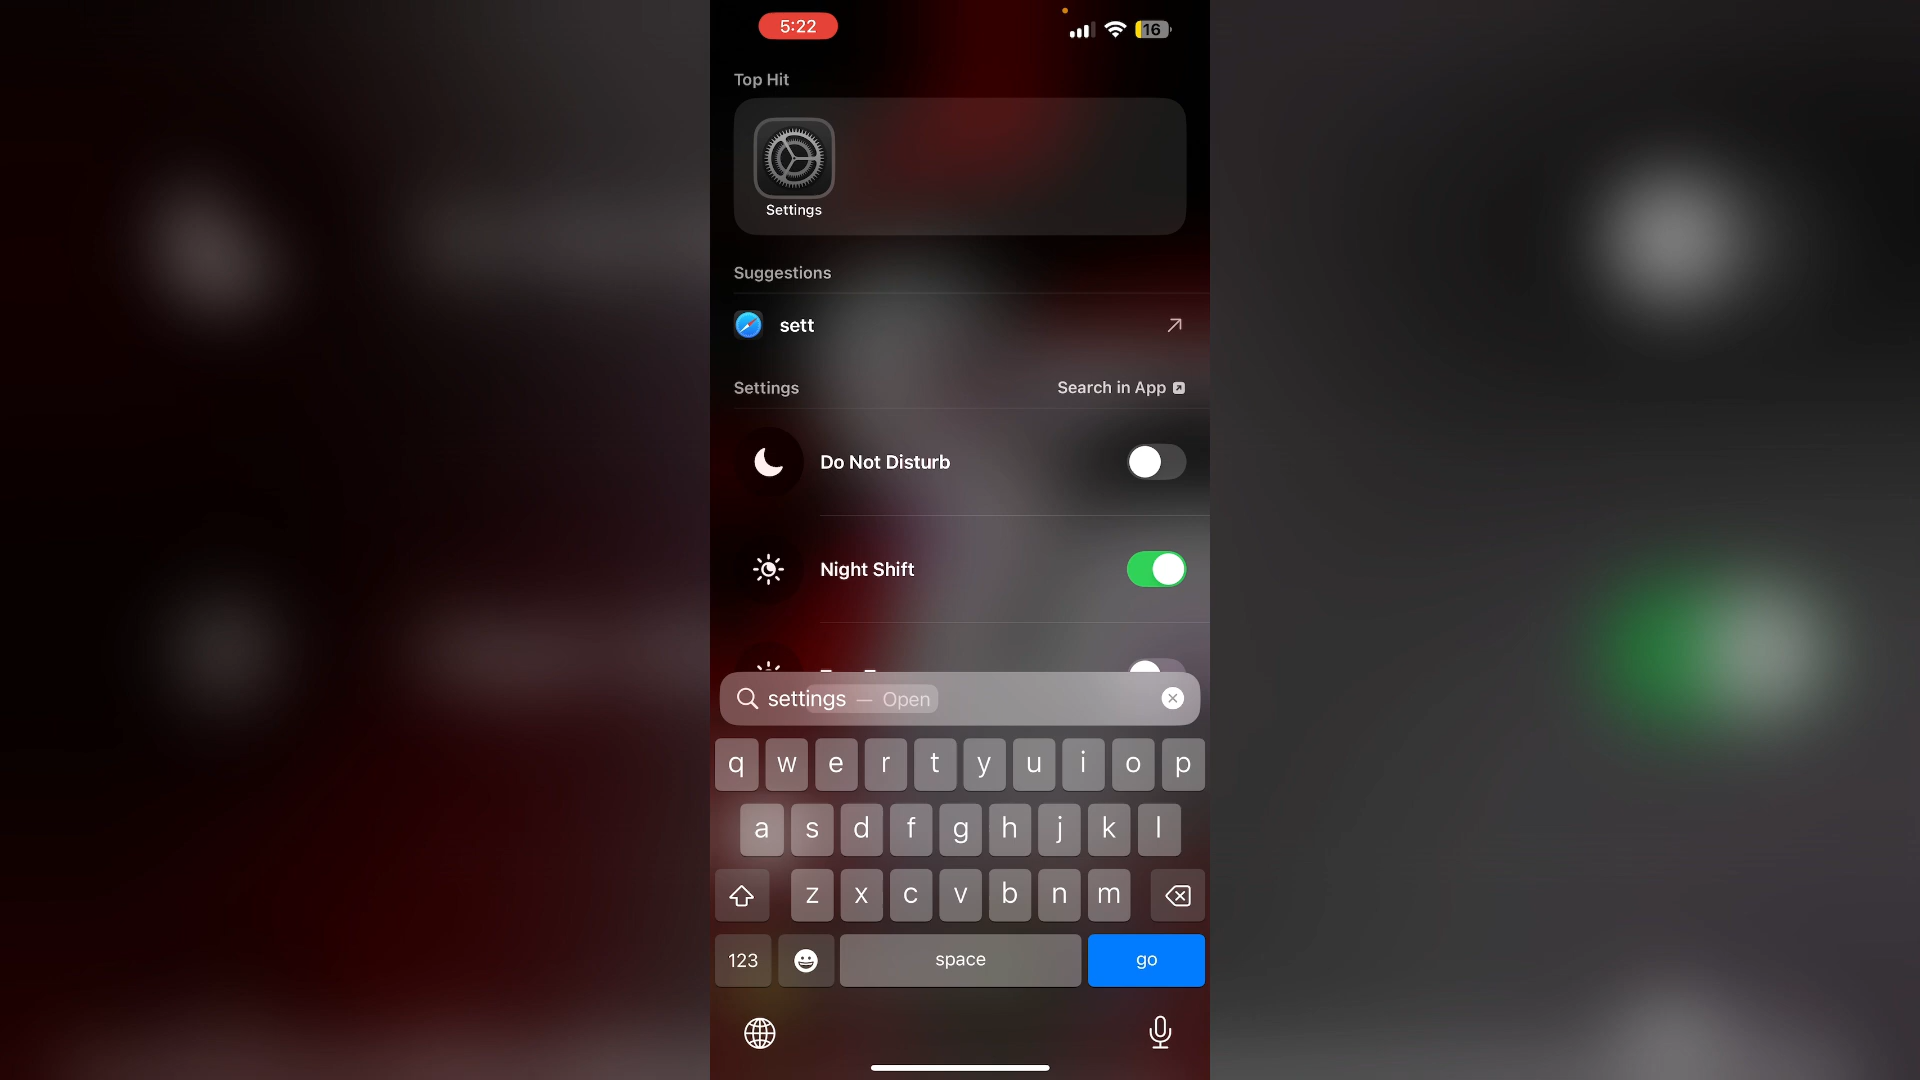 5:22
16
Top Hit
Settings
Suggestions
sett
Settings
Search in App
Do Not Disturb
Night Shift
settings — Open
q w e r t y u i o p
a s d f g h j k l
z x c v b n m
123
space
go